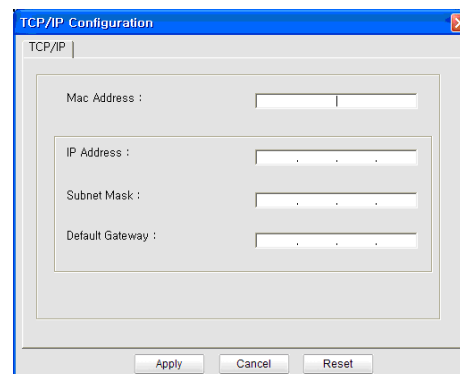 TCP/IP Configuration
TCP/IP
Mac Address :
IP Address :
. . .
Subnet Mask :
. . .
Default Gateway :
. . .
Apply Cancel Reset